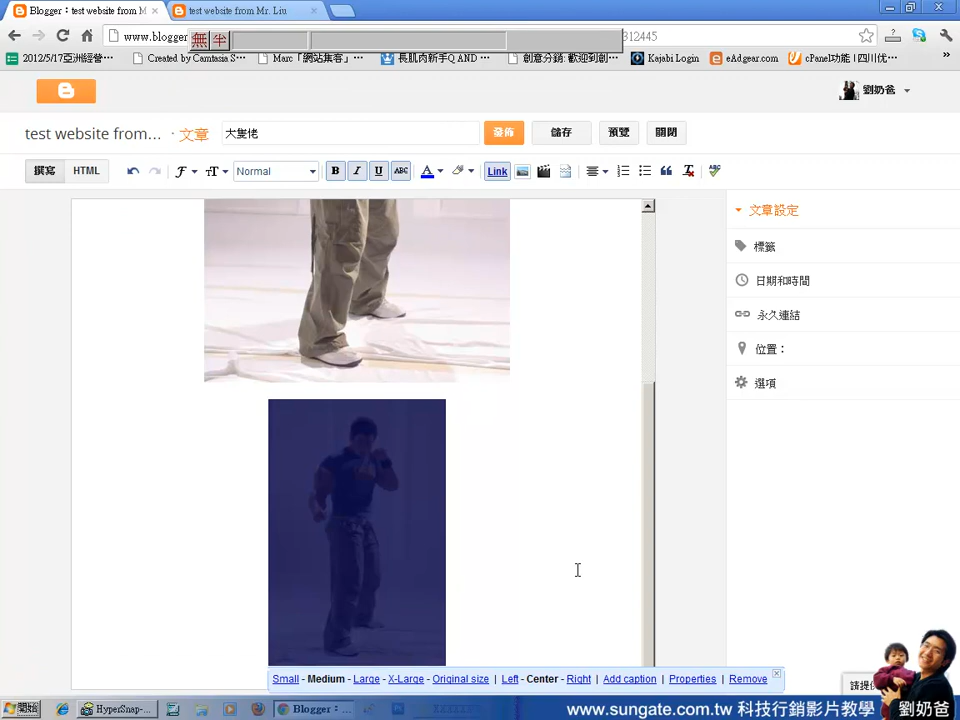 Blogger：test website from M
test website from Mr. Liu
www.blogger
無 半
312445
2012/5/17亞洲經營…
Created by Camtasia S…
Marc「網站集客」…
長肌肉新手Q AND …
創意分銷: 歡迎到創…
Kajabi Login
eAdgear.com
cPanel功能 | 四川优…
»
劉奶爸
test website from… · 文章
大隻佬
發佈
儲存
預覽
關閉
撰寫
HTML
Normal
B I U ABC A Link
文章設定
標籤
日期和時間
永久連結
位置：
選項
Small - Medium - Large - X-Large - Original size | Left - Center - Right | Add caption | Properties | Remove
開始
HyperSnap-…
Blogger：…
www.sungate.com.tw 科技行銷影片教學
劉奶爸